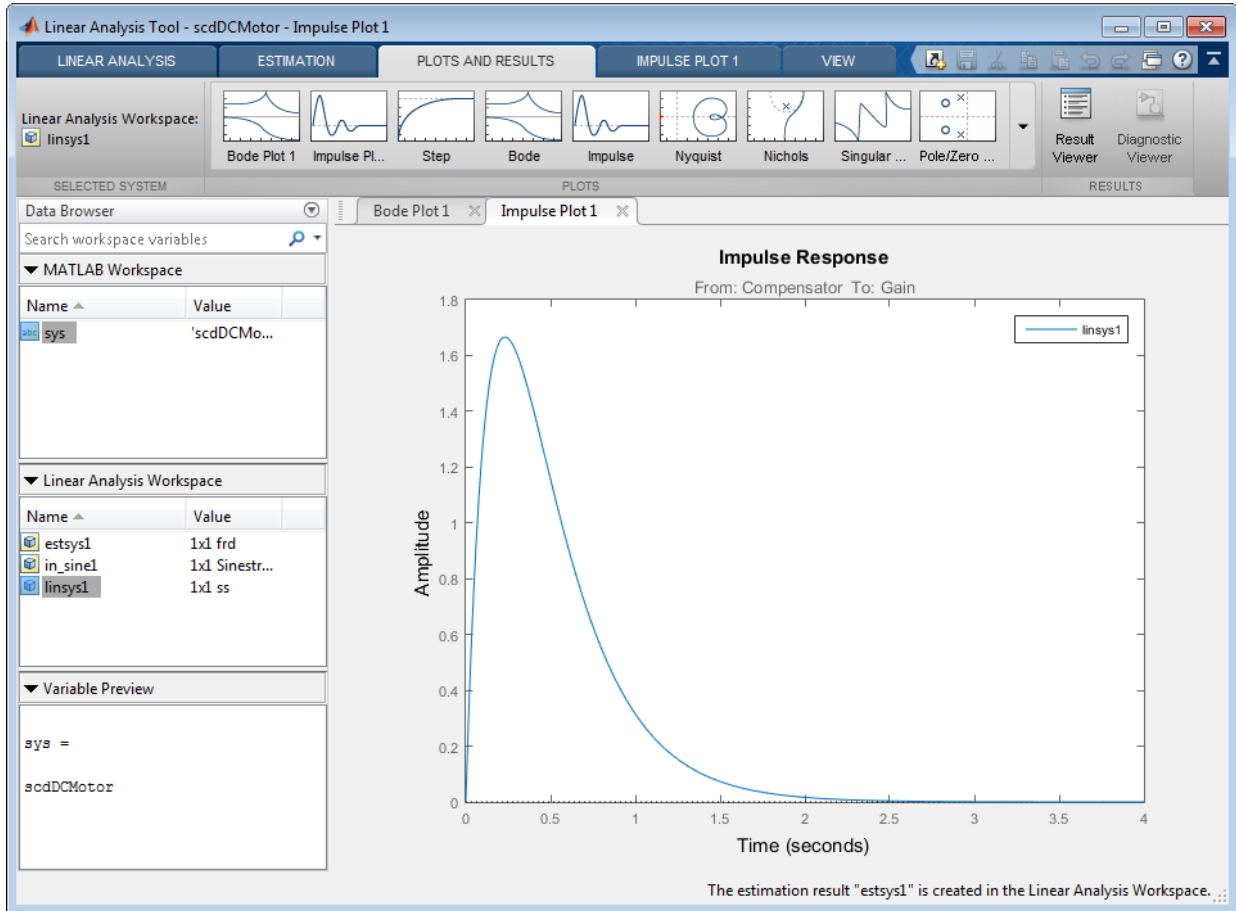 Linear Analysis Tool - scdDCMotor - Impulse Plot 1
LINEAR ANALYSIS ESTIMATION PLOTS AND RESULTS IMPULSE PLOT 1 VIEW
Linear Analysis Workspace:
linsys1
Bode Plot 1 Impulse Pl... Step Bode Impulse Nyquist Nichols Singular ... Pole/Zero ...
Result Viewer
Diagnostic Viewer
SELECTED SYSTEM PLOTS RESULTS
Data Browser
Search workspace variables
MATLAB Workspace
Name Value
abc sys 'scdDCMo...
Linear Analysis Workspace
Name Value
estsys1 1x1 frd
in_sine1 1x1 Sinestr...
linsys1 1x1 ss
Variable Preview
sys =
scdDCMotor
Bode Plot 1 Impulse Plot 1
Impulse Response
From: Compensator To: Gain
linsys1
Amplitude
1.8
1.6
1.4
1.2
1
0.8
0.6
0.4
0.2
0
0 0.5 1 1.5 2 2.5 3 3.5 4
Time (seconds)
The estimation result "estsys1" is created in the Linear Analysis Workspace.